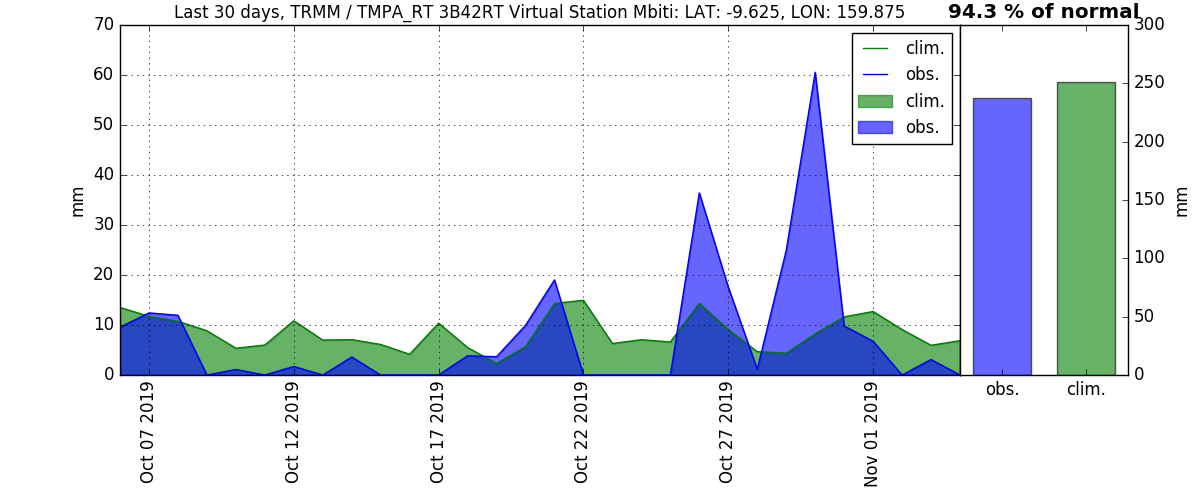 Last 30 days, TRMM / TMPA_RT 3B42RT Virtual Station Mbiti: LAT: -9.625, LON: 159.875
94.3 % of normal
70
60
50
40
30
20
10
0
mm
clim.
obs.
clim.
obs.
Oct 07 2019
Oct 12 2019
Oct 17 2019
Oct 22 2019
Oct 27 2019
Nov 01 2019
300
250
200
150
100
50
0
mm
obs.
clim.